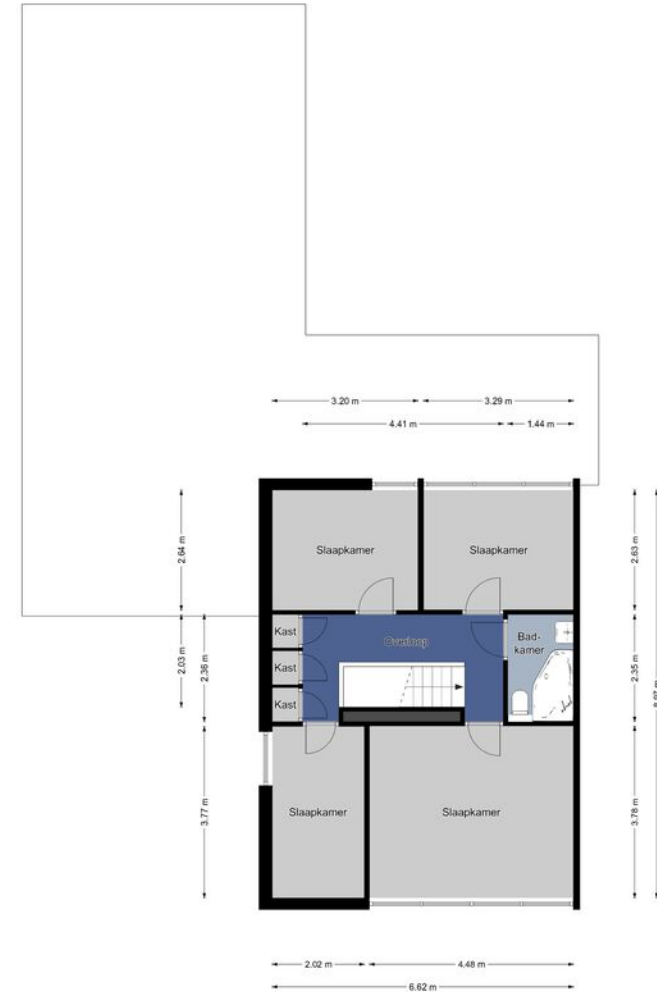 3.20 m
3.29 m
4.41 m
1.44 m
2.64 m
Slaapkamer
Slaapkamer
2.63 m
2.03 m
2.36 m
Kast
Overloop
Bad-
kamer
Kast
Kast
2.35 m
3.77 m
Slaapkamer
Slaapkamer
3.78 m
2.02 m
4.48 m
6.62 m